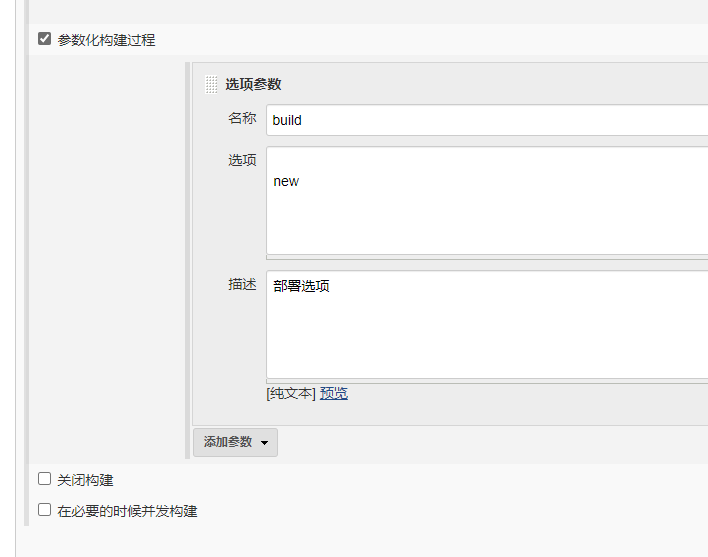 参数化构建过程
选项参数
名称 build
选项
new
描述 部署选项
[纯文本] 预览
添加参数
关闭构建
在必要的时候并发构建